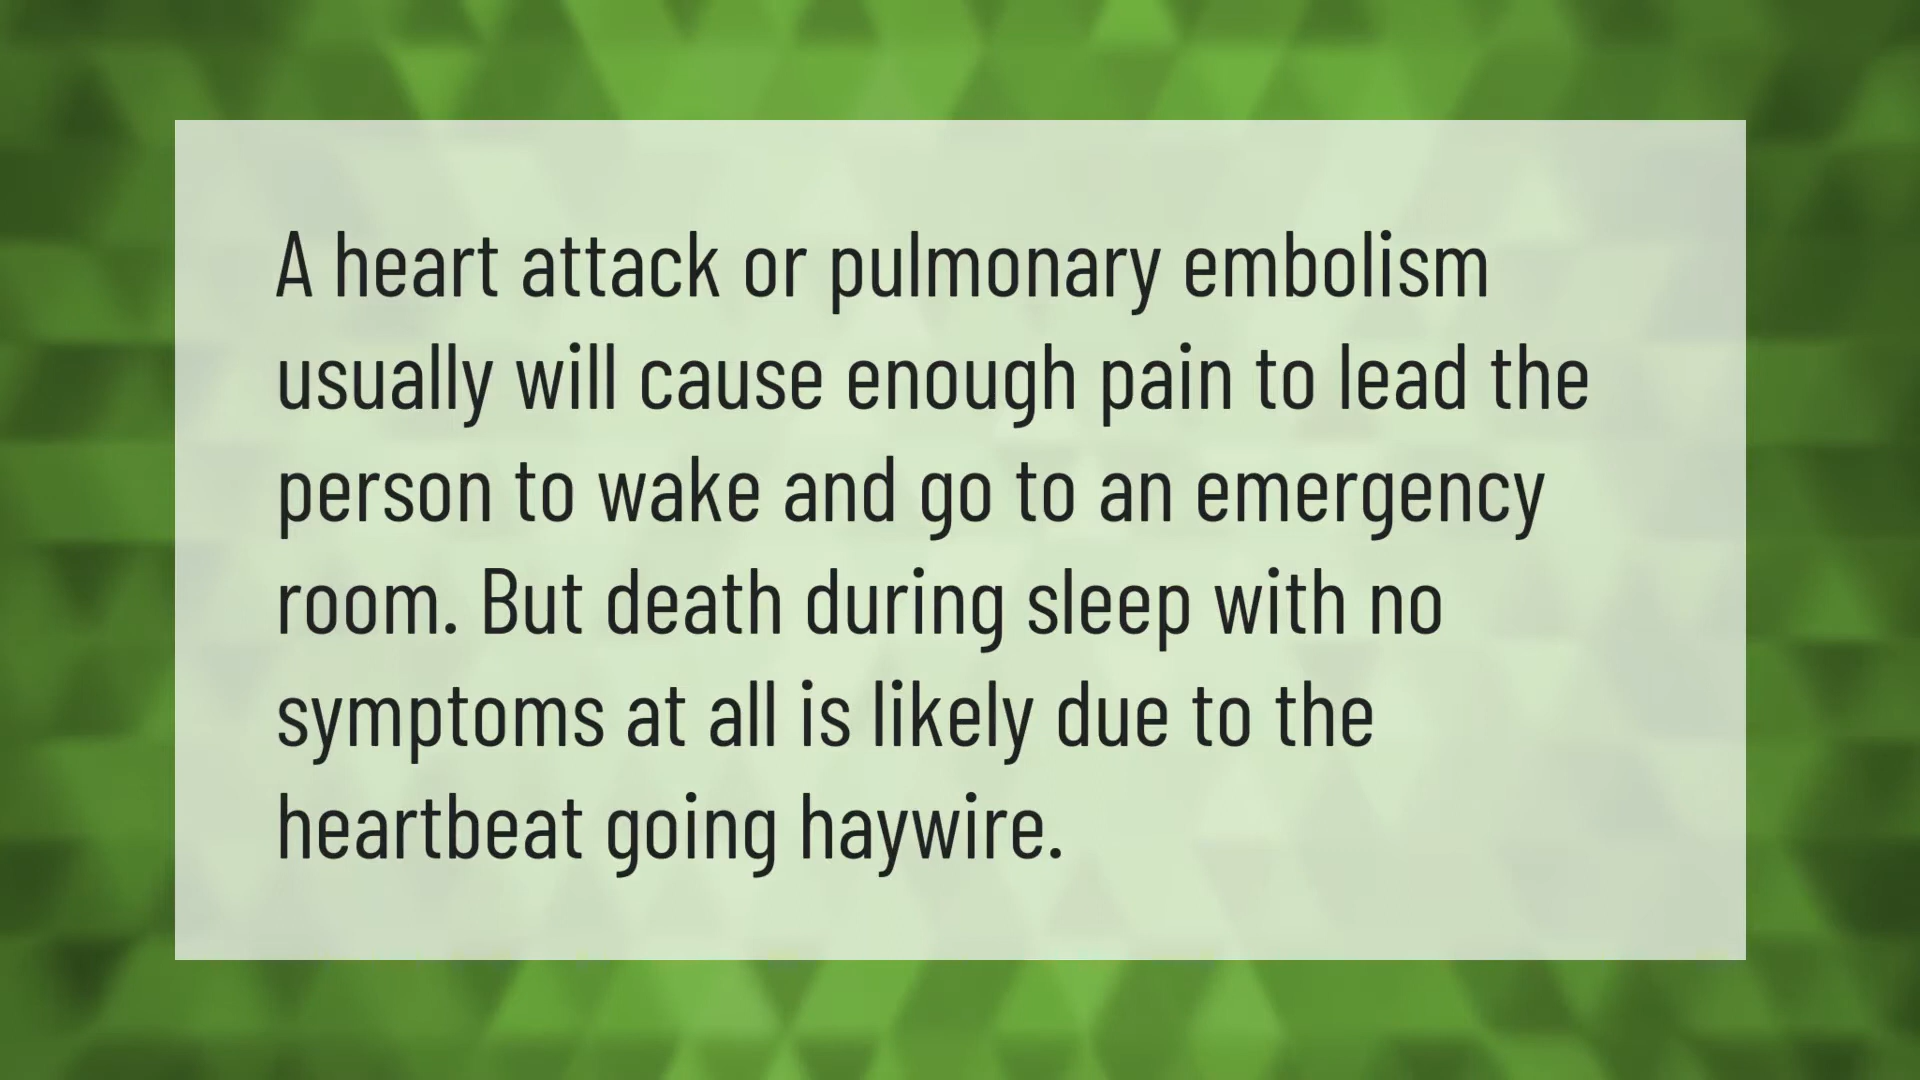 A heart attack or pulmonary embolism
usually will cause enough pain to lead the
person to wake and go to an emergency
room. But death during sleep with no
symptoms at all is likely due to the
heartbeat going haywire.